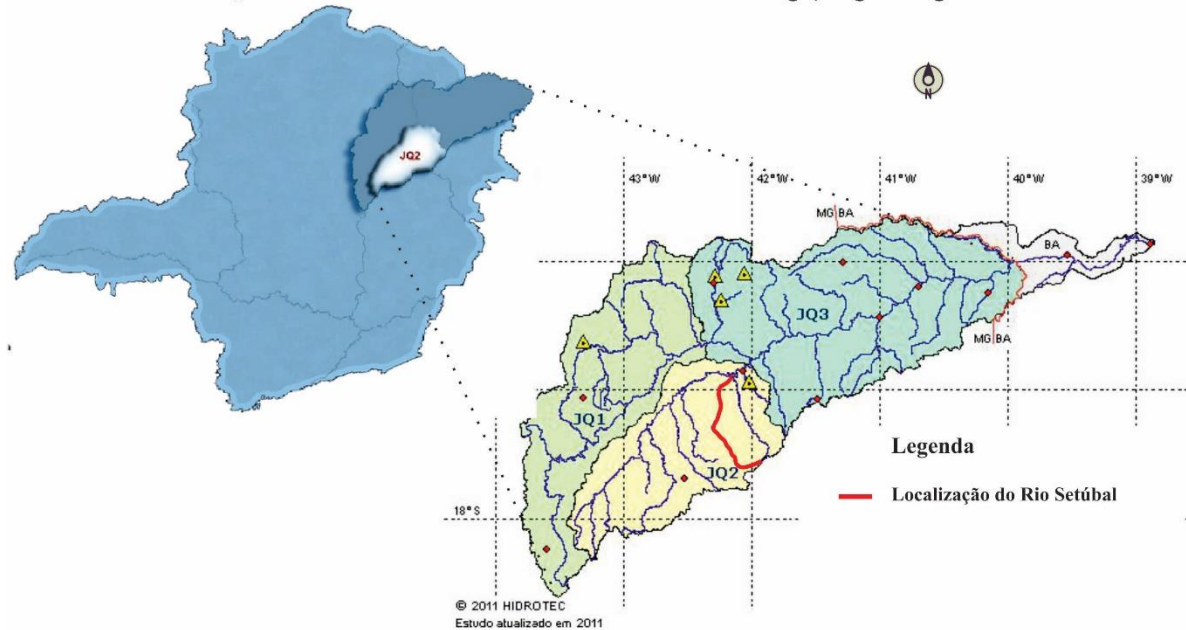 N
JQ2
43°W
42°W
41°W
40°W
39°W
MG BA
BA
JQ3
MG BA
JQ1
JQ2
Legenda
Localização do Rio Setúbal
18°S
© 2011 HIDROTEC
Estudo atualizado em 2011